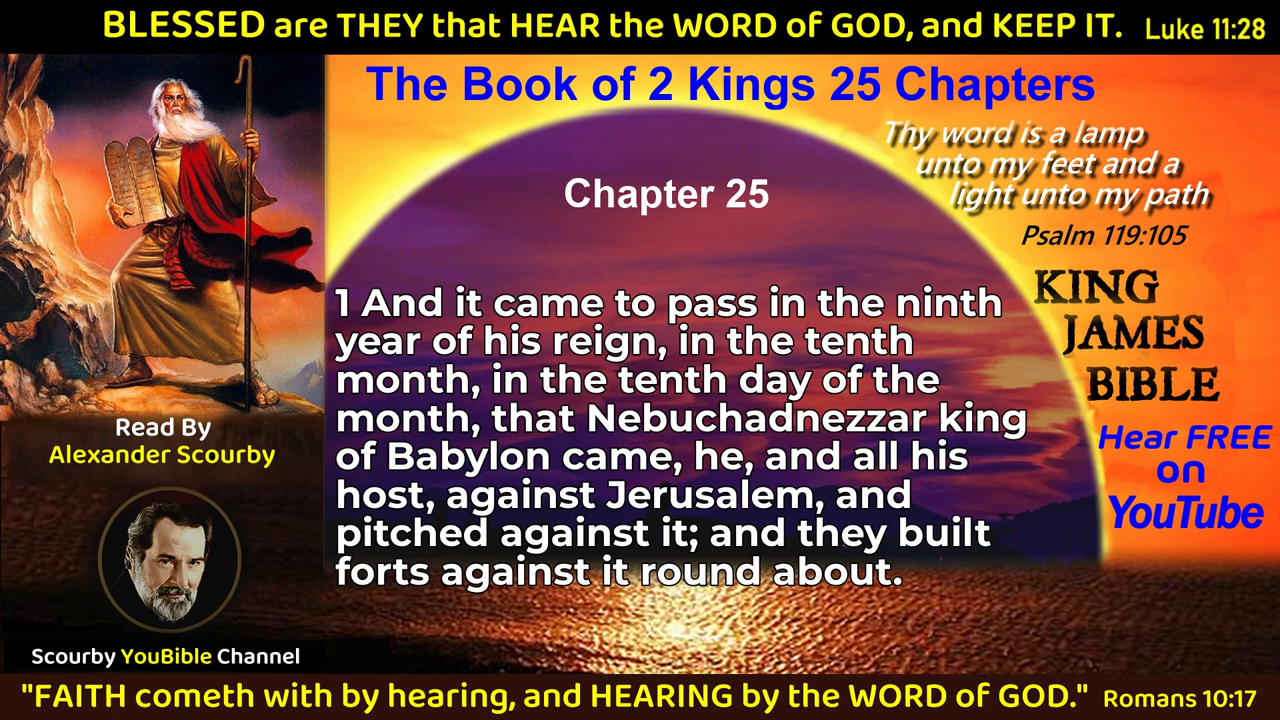 BLESSED are THEY that HEAR the WORD of GOD, and KEEP IT. Luke 11:28
The Book of 2 Kings 25 Chapters
Thy word is a lamp
unto my feet and a
light unto my path
Psalm 119:105
Chapter 25
KING
JAMES
BIBLE
1 And it came to pass in the ninth
year of his reign, in the tenth
month, in the tenth day of the
month, that Nebuchadnezzar king
of Babylon came, he, and all his
host, against Jerusalem, and
pitched against it; and they built
forts against it round about.
Hear FREE
on
YouTube
Read By
Alexander Scourby
Scourby YouBible Channel
"FAITH cometh with by hearing, and HEARING by the WORD of GOD." Romans 10:17